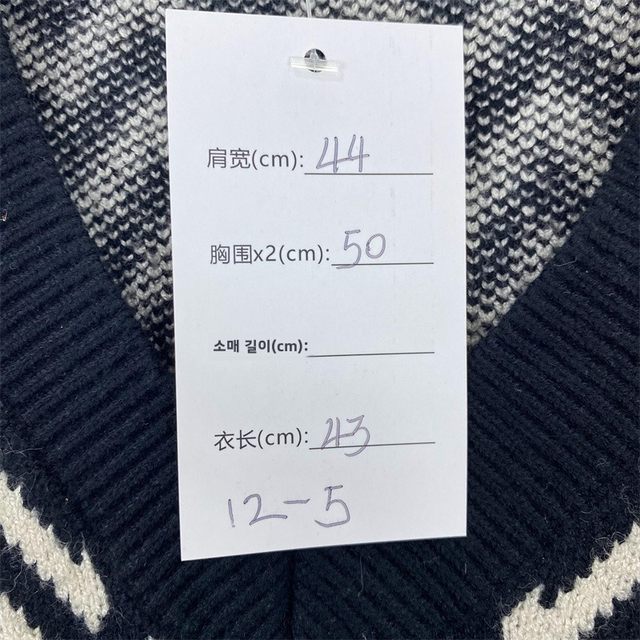 肩宽(cm): 44
胸围x2(cm): 50
소매 길이(cm):
衣长(cm): 43
12-5